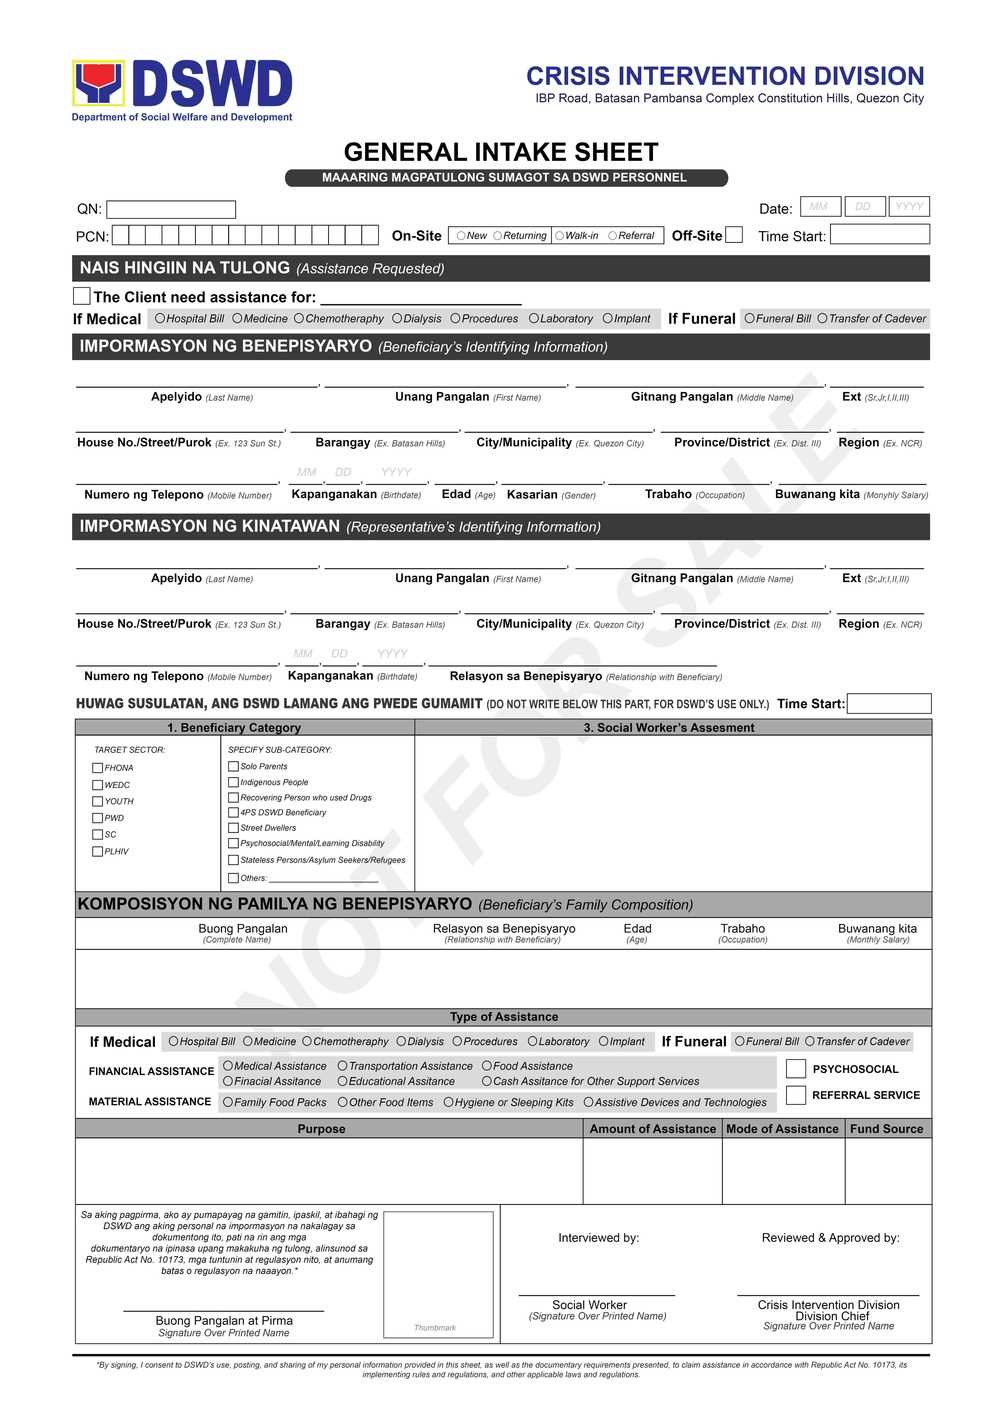 DSWD
Department of Social Welfare and Development
CRISIS INTERVENTION DIVISION
IBP Road, Batasan Pambansa Complex Constitution Hills, Quezon City
GENERAL INTAKE SHEET
MAAARING MAGPATULONG SUMAGOT SA DSWD PERSONNEL
QN: Date: MM DD YYYY
PCN: On-Site New Returning Walk-in Referral Off-Site Time Start:
NAIS HINGIIN NA TULONG (Assistance Requested)
The Client need assistance for: ____________
If Medical Hospital Bill Medicine Chemotheraphy Dialysis Procedures Laboratory Implant If Funeral Funeral Bill Transfer of Cadever
IMPORMASYON NG BENEPISYARYO (Beneficiary's Identifying Information)
Apelyido (Last Name) Unang Pangalan (First Name) Gitnang Pangalan (Middle Name) Ext (Sr,Jr,I,II,III)
House No./Street/Purok (Ex. 123 Sun St.) Barangay (Ex. Batasan Hills) City/Municipality (Ex. Quezon City) Province/District (Ex. Dist. III) Region (Ex. NCR)
MM DD YYYY
Numero ng Telepono (Mobile Number) Kapanganakan (Birthdate) Edad (Age) Kasarian (Gender) Trabaho (Occupation) Buwanang kita (Monyhly Salary)
IMPORMASYON NG KINATAWAN (Representative's Identifying Information)
Apelyido (Last Name) Unang Pangalan (First Name) Gitnang Pangalan (Middle Name) Ext (Sr,Jr,I,II,III)
House No./Street/Purok (Ex. 123 Sun St.) Barangay (Ex. Batasan Hills) City/Municipality (Ex. Quezon City) Province/District (Ex. Dist. III) Region (Ex. NCR)
MM DD YYYY
Numero ng Telepono (Mobile Number) Kapanganakan (Birthdate) Relasyon sa Benepisyaryo (Relationship with Beneficiary)
HUWAG SUSULATAN, ANG DSWD LAMANG ANG PWEDE GUMAMIT (DO NOT WRITE BELOW THIS PART, FOR DSWD'S USE ONLY.) Time Start:
1. Beneficiary Category 3. Social Worker's Assesment
TARGET SECTOR: SPECIFY SUB-CATEGORY:
FHONA Solo Parents
WEDC Indigenous People
YOUTH Recovering Person who used Drugs
PWD 4PS DSWD Beneficiary
SC Street Dwellers
PLHIV Psychosocial/Mental/Learning Disability
Stateless Persons/Asylum Seekers/Refugees
Others: ____________
KOMPOSISYON NG PAMILYA NG BENEPISYARYO (Beneficiary's Family Composition)
Buong Pangalan Relasyon sa Benepisyaryo Edad Trabaho Buwanang kita
(Complete Name) (Relationship with Beneficiary) (Age) (Occupation) (Monthly Salary)
Type of Assistance
If Medical Hospital Bill Medicine Chemotheraphy Dialysis Procedures Laboratory Implant If Funeral Funeral Bill Transfer of Cadever
FINANCIAL ASSISTANCE Medical Assistance Transportation Assistance Food Assistance PSYCHOSOCIAL
Finacial Assitance Educational Assitance Cash Assitance for Other Support Services
MATERIAL ASSISTANCE Family Food Packs Other Food Items Hygiene or Sleeping Kits Assistive Devices and Technologies REFERRAL SERVICE
Purpose Amount of Assistance Mode of Assistance Fund Source
Sa aking pagpirma, ako ay pumapayag na gamitin, ipaskil, at ibahagi ng
DSWD ang aking personal na impormasyon na nakalagay sa
dokumentong ito, pati na rin ang mga
dokumentaryo na ipinasa upang makakuha ng tulong, alinsunod sa
Republic Act No. 10173, mga tuntunin at regulasyon nito, at anumang
batas o regulasyon na naaayon.*
Buong Pangalan at Pirma
Signature Over Printed Name
Thumbmark
Interviewed by:
Social Worker
(Signature Over Printed Name)
Reviewed & Approved by:
Crisis Intervention Division
Division Chief
Signature Over Printed Name
*By signing, I consent to DSWD's use, posting, and sharing of my personal information provided in this sheet, as well as the documentary requirements presented, to claim assistance in accordance with Republic Act No. 10173, its
implementing rules and regulations, and other applicable laws and regulations.
NOT FOR SALE